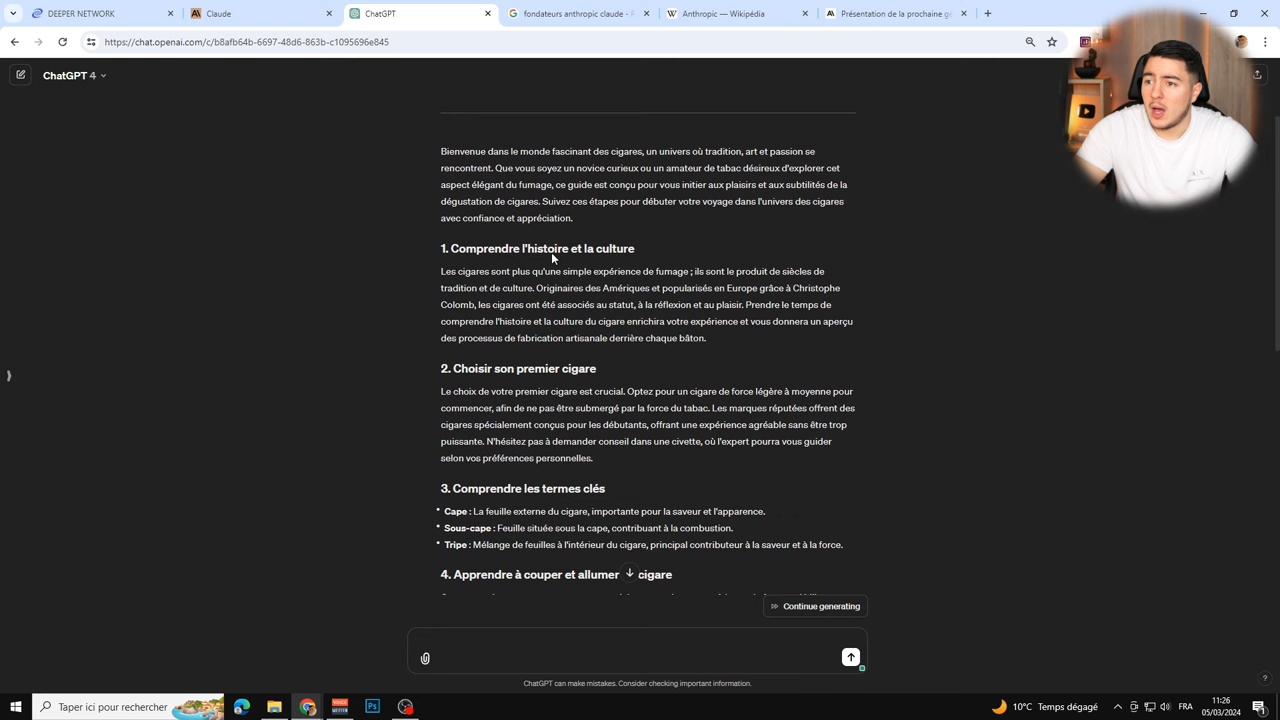 DEEPER NETWORK
Claude
ChatGPT
fondateurs anthropic claude - R
Anthropic — Wikipédia
Présentation de la prochaine gé
https://chat.openai.com/c/b8afb64b-6697-48d6-863b-c1095696e845
ChatGPT 4
Bienvenue dans le monde fascinant des cigares, un univers où tradition, art et passion se
rencontrent. Que vous soyez un novice curieux ou un amateur de tabac désireux d'explorer cet
aspect élégant du fumage, ce guide est conçu pour vous initier aux plaisirs et aux subtilités de la
dégustation de cigares. Suivez ces étapes pour débuter votre voyage dans l'univers des cigares
avec confiance et appréciation.
1. Comprendre l'histoire et la culture
Les cigares sont plus qu'une simple expérience de fumage ; ils sont le produit de siècles de
tradition et de culture. Originaires des Amériques et popularisés en Europe grâce à Christophe
Colomb, les cigares ont été associés au statut, à la réflexion et au plaisir. Prendre le temps de
comprendre l'histoire et la culture du cigare enrichira votre expérience et vous donnera un aperçu
des processus de fabrication artisanale derrière chaque bâton.
2. Choisir son premier cigare
Le choix de votre premier cigare est crucial. Optez pour un cigare de force légère à moyenne pour
commencer, afin de ne pas être submergé par la force du tabac. Les marques réputées offrent des
cigares spécialement conçus pour les débutants, offrant une expérience agréable sans être trop
puissante. N'hésitez pas à demander conseil dans une civette, où l'expert pourra vous guider
selon vos préférences personnelles.
3. Comprendre les termes clés
• Cape : La feuille externe du cigare, importante pour la saveur et l'apparence.
• Sous-cape : Feuille située sous la cape, contribuant à la combustion.
• Tripe : Mélange de feuilles à l'intérieur du cigare, principal contributeur à la saveur et à la force.
4. Apprendre à couper et allumer cigare
Continue generating
ChatGPT can make mistakes. Consider checking important information.
?
Taper ici pour rechercher
Ps
10°C Temps dégagé
FRA
11:26
05/03/2024